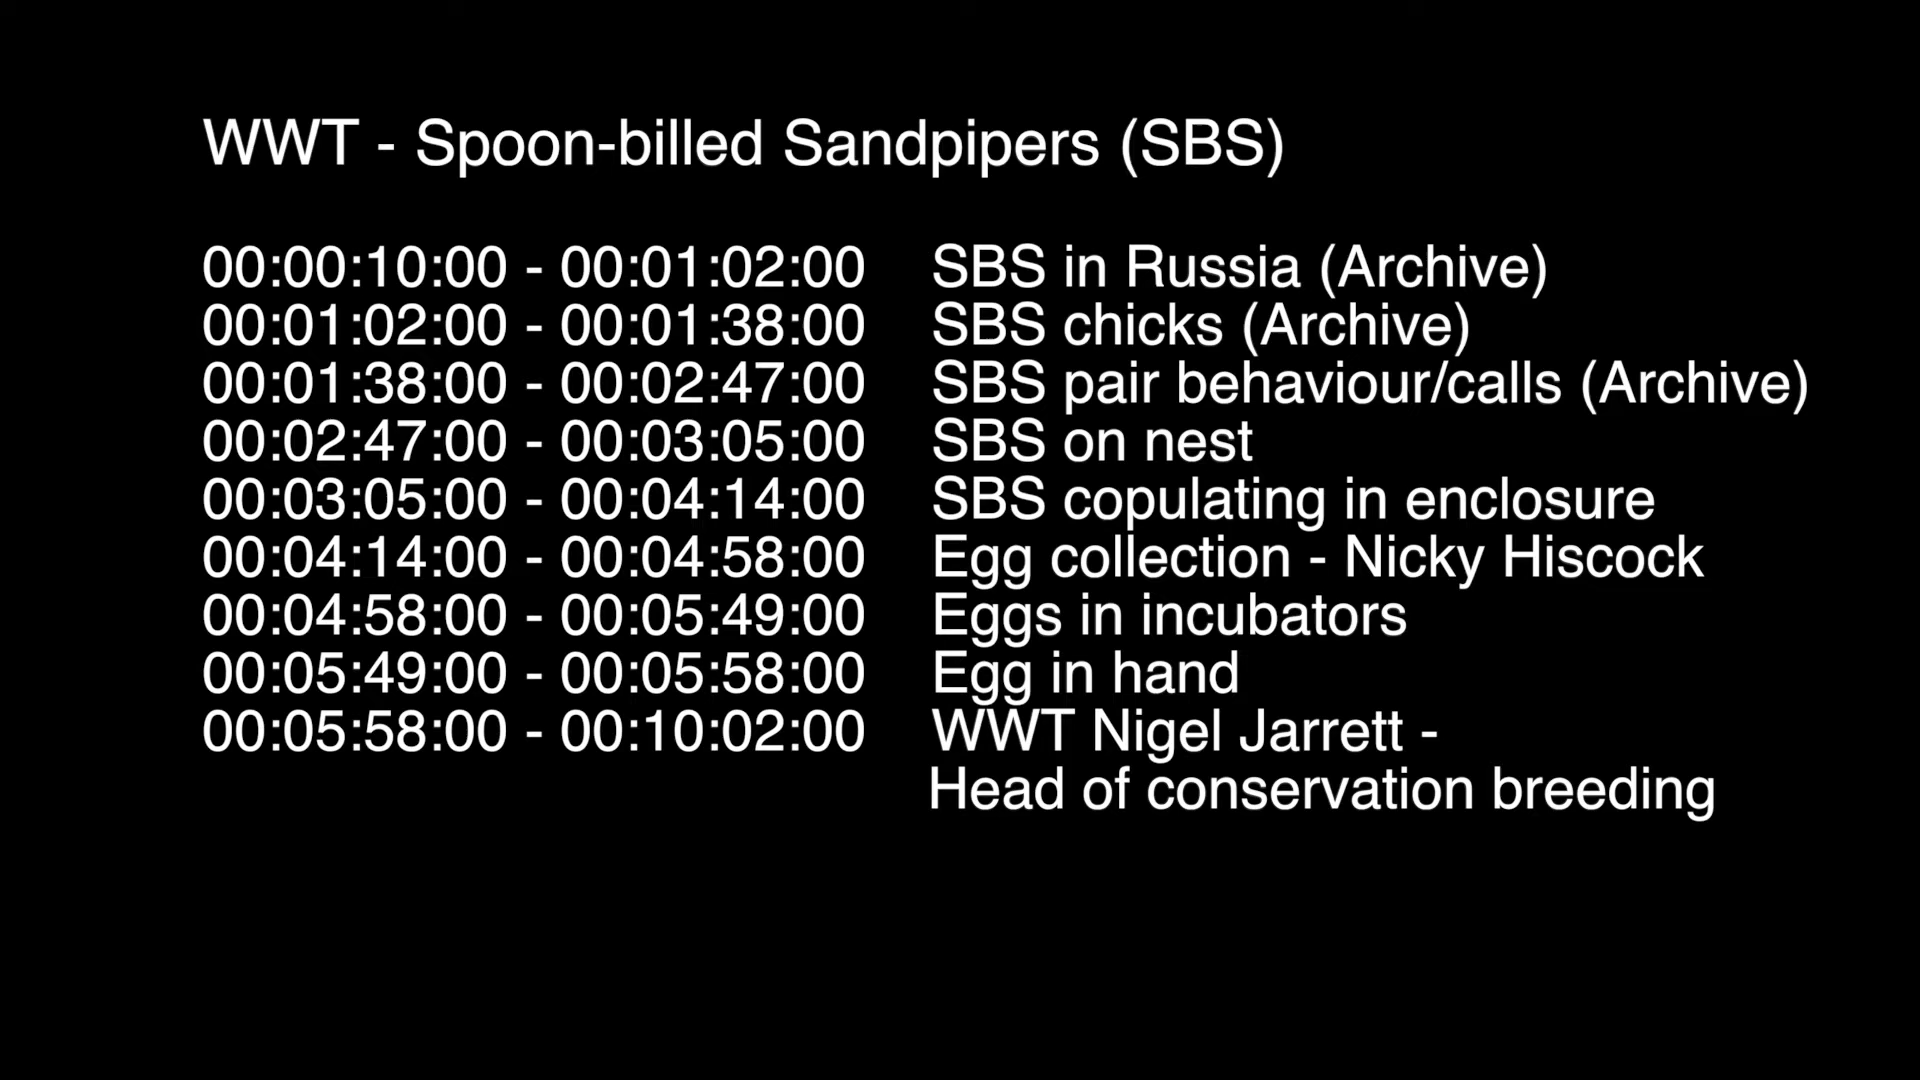 WWT - Spoon-billed Sandpipers (SBS)
00:00:10:00 - 00:01:02:00 SBS in Russia (Archive)
00:01:02:00 - 00:01:38:00 SBS chicks (Archive)
00:01:38:00 - 00:02:47:00 SBS pair behaviour/calls (Archive)
00:02:47:00 - 00:03:05:00 SBS on nest
00:03:05:00 - 00:04:14:00 SBS copulating in enclosure
00:04:14:00 - 00:04:58:00 Egg collection - Nicky Hiscock
00:04:58:00 - 00:05:49:00 Eggs in incubators
00:05:49:00 - 00:05:58:00 Egg in hand
00:05:58:00 - 00:10:02:00 WWT Nigel Jarrett -
Head of conservation breeding